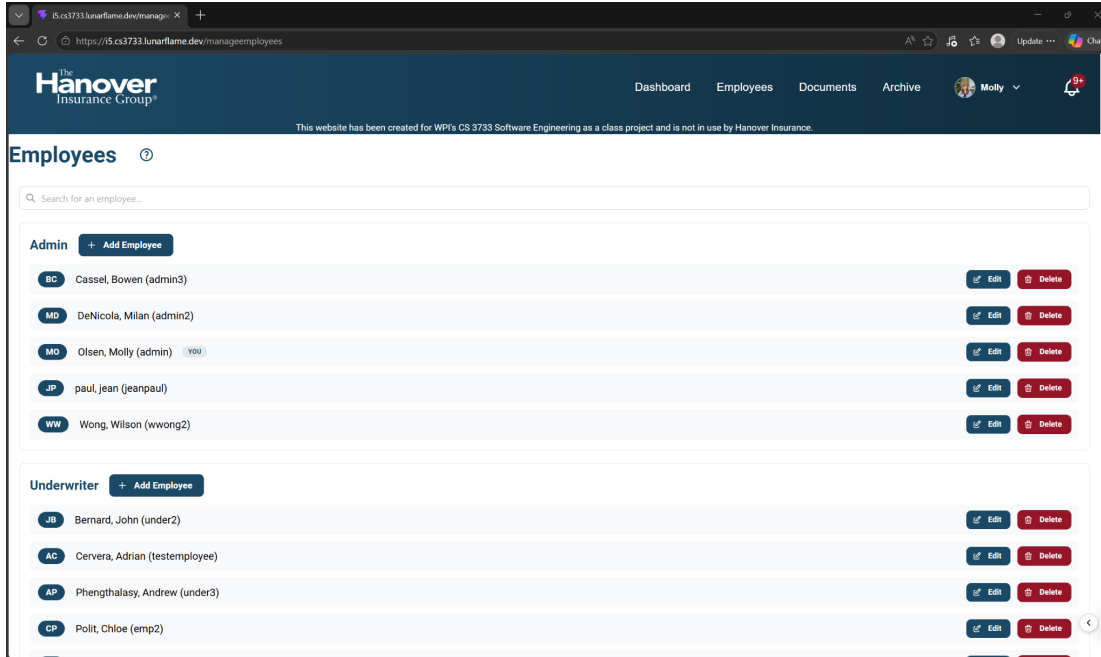 i5.cs3733.lunarflame.dev/manage
https://i5.cs3733.lunarflame.dev/manageemployees
Update
Cha
The
Hanover
Insurance Group®
Dashboard
Employees
Documents
Archive
Molly
9+
This website has been created for WPI's CS 3733 Software Engineering as a class project and is not in use by Hanover Insurance.
Employees
Search for an employee...
Admin
+ Add Employee
BC Cassel, Bowen (admin3) Edit Delete
MD DeNicola, Milan (admin2) Edit Delete
MO Olsen, Molly (admin) YOU Edit Delete
JP paul, jean (jeanpaul) Edit Delete
WW Wong, Wilson (wwong2) Edit Delete
Underwriter
+ Add Employee
JB Bernard, John (under2) Edit Delete
AC Cervera, Adrian (testemployee) Edit Delete
AP Phengthalasy, Andrew (under3) Edit Delete
CP Polit, Chloe (emp2) Edit Delete